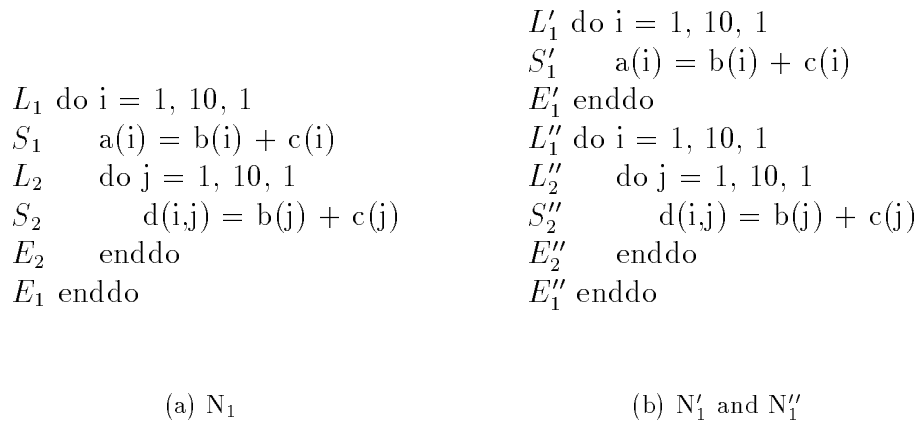 L₁ do i = 1, 10, 1
S₁ a(i) = b(i) + c(i)
L₂ do j = 1, 10, 1
S₂ d(i,j) = b(j) + c(j)
E₂ enddo
E₁ enddo
(a) N₁
L′₁ do i = 1, 10, 1
S′₁ a(i) = b(i) + c(i)
E′₁ enddo
L″₁ do i = 1, 10, 1
L″₂ do j = 1, 10, 1
S″₂ d(i,j) = b(j) + c(j)
E″₂ enddo
E″₁ enddo
(b) N′₁ and N″₁